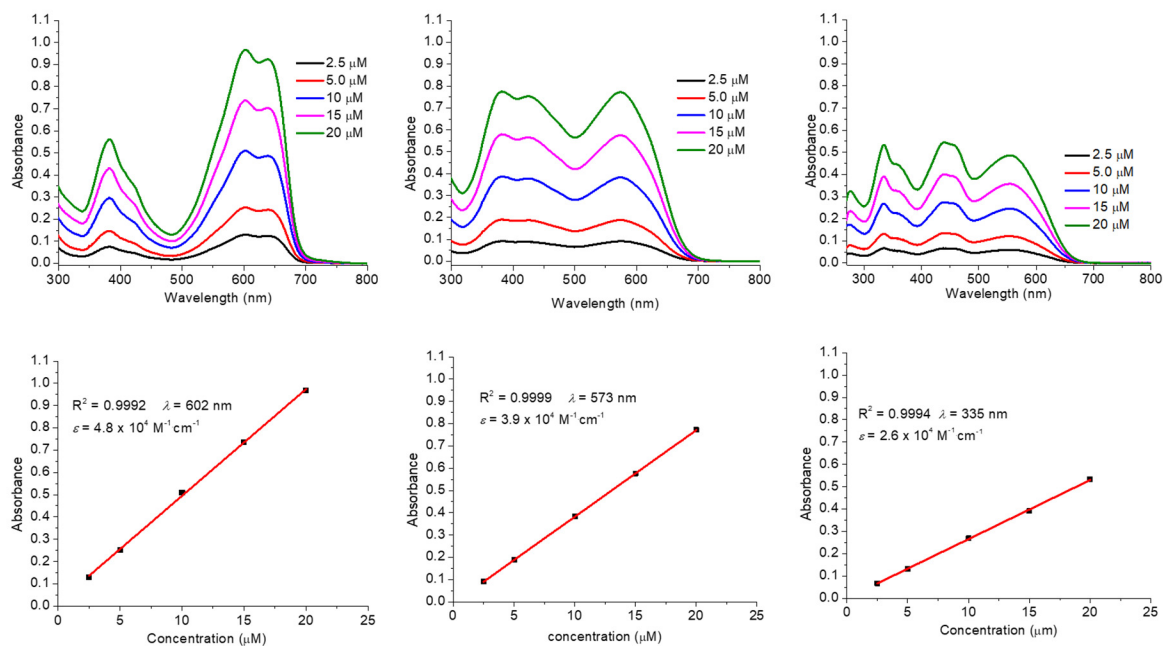 1.1
1.0
0.9
0.8
0.7
0.6
0.5
0.4
0.3
0.2
0.1
0.0
Absorbance
2.5 μM
5.0 μM
10 μM
15 μM
20 μM
300 400 500 600 700 800
Wavelength (nm)
1.1
1.0
0.9
0.8
0.7
0.6
0.5
0.4
0.3
0.2
0.1
0.0
Absorbance
2.5 μM
5.0 μM
10 μM
15 μM
20 μM
300 400 500 600 700 800
Wavelength (nm)
1.1
1.0
0.9
0.8
0.7
0.6
0.5
0.4
0.3
0.2
0.1
0.0
Absorbance
2.5 μM
5.0 μM
10 μM
15 μM
20 μM
300 400 500 600 700 800
Wavelength (nm)
1.1
1.0
0.9
0.8
0.7
0.6
0.5
0.4
0.3
0.2
0.1
0.0
Absorbance
R² = 0.9992 λ = 602 nm
ε = 4.8 x 10⁴ M⁻¹ cm⁻¹
0 5 10 15 20 25
Concentration (μM)
1.1
1.0
0.9
0.8
0.7
0.6
0.5
0.4
0.3
0.2
0.1
0.0
Absorbance
R² = 0.9999 λ = 573 nm
ε = 3.9 x 10⁴ M⁻¹ cm⁻¹
0 5 10 15 20 25
concentration (μM)
1.1
1.0
0.9
0.8
0.7
0.6
0.5
0.4
0.3
0.2
0.1
0.0
Absorbance
R² = 0.9994 λ = 335 nm
ε = 2.6 x 10⁴ M⁻¹ cm⁻¹
0 5 10 15 20 25
Concentration (μm)